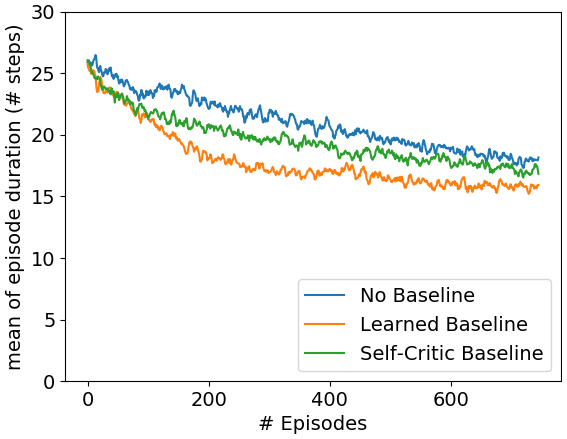 30
25
20
15
10
5
0
mean of episode duration (# steps)
No Baseline
Learned Baseline
Self-Critic Baseline
0 200 400 600
# Episodes